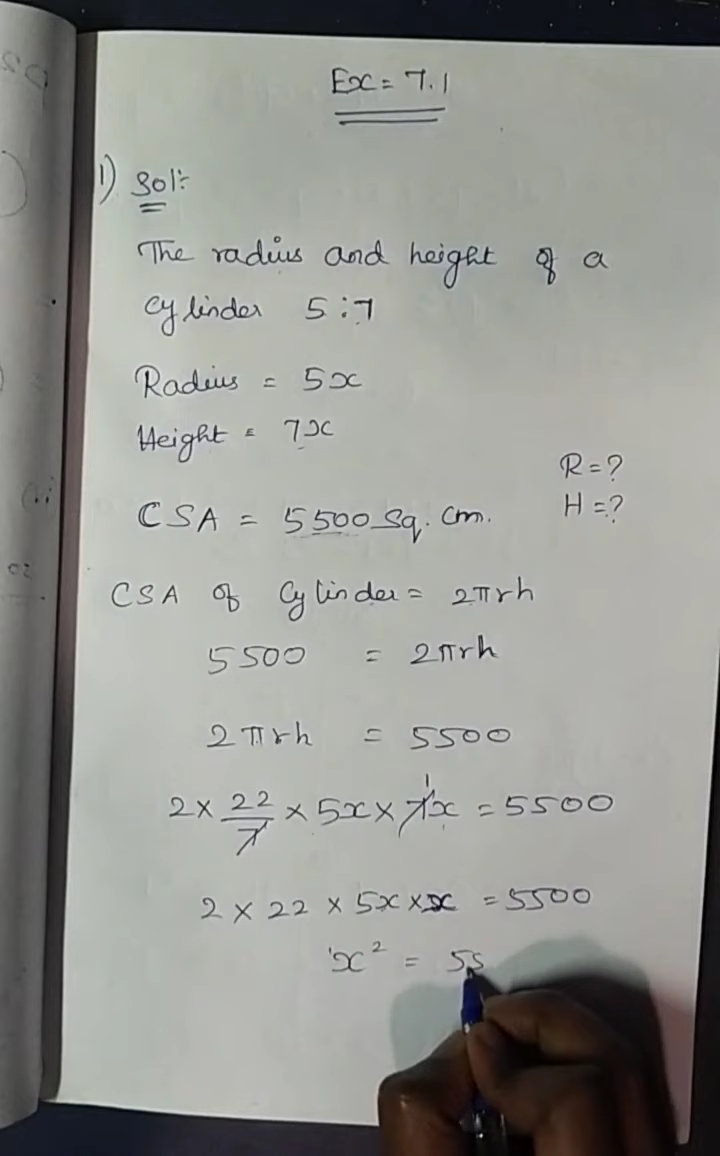 Ex = 7.1
1) Sol:-
The radius and height of a
cylinder 5:7
Radius = 5x
Height = 7x
R = ?
CSA = 5500 Sq. cm.
H = ?
CSA of Cylinder = 2πrh
5500 = 2πrh
2πrh = 5500
2 × 22/7 × 5x × 7x = 5500
1
2 × 22 × 5x × x = 5500
x² = 55